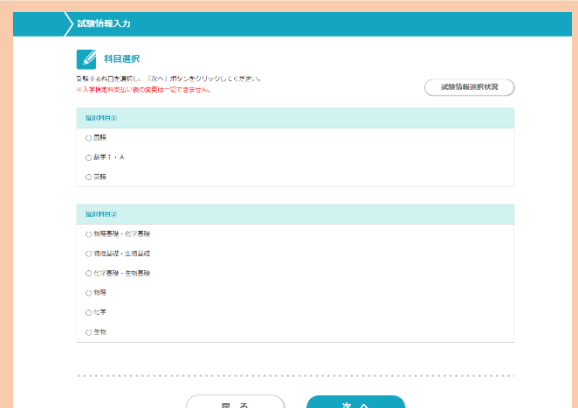 試験情報入力
科目選択
受験する科目を選択し、「次へ」ボタンをクリックしてください。
※入学検定料支払い後の変更は一切できません。
試験情報選択状況
選択科目①
国語
数学Ⅰ・A
英語
選択科目②
物理基礎・化学基礎
物理基礎・生物基礎
化学基礎・生物基礎
物理
化学
生物
戻 る
次 へ